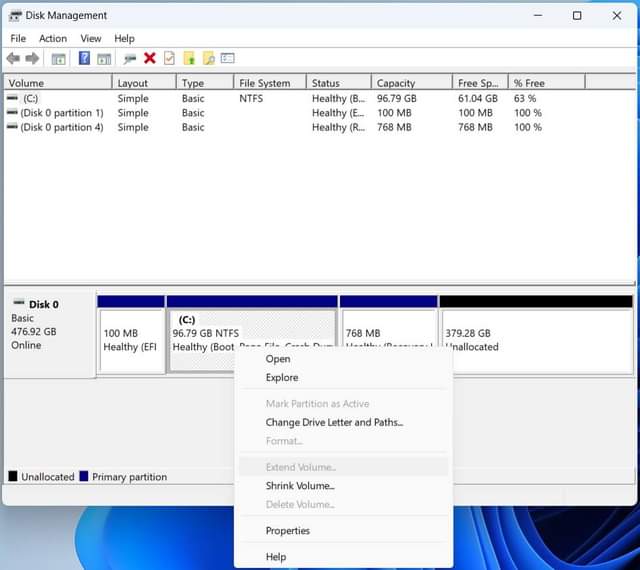 Disk Management
File Action View Help
Volume Layout Type File System Status Capacity Free Sp... % Free
(C:) Simple Basic NTFS Healthy (B... 96.79 GB 61.04 GB 63 %
(Disk 0 partition 1) Simple Basic Healthy (E... 100 MB 100 MB 100 %
(Disk 0 partition 4) Simple Basic Healthy (R... 768 MB 768 MB 100 %
Disk 0
Basic
476.92 GB
Online
100 MB
Healthy (EFI
(C:)
96.79 GB NTFS
Healthy (Boot, Page File, Crash Dum
768 MB
Healthy (Recovery
379.28 GB
Unallocated
Open
Explore
Mark Partition as Active
Change Drive Letter and Paths...
Format...
Extend Volume...
Shrink Volume...
Delete Volume...
Properties
Help
Unallocated Primary partition